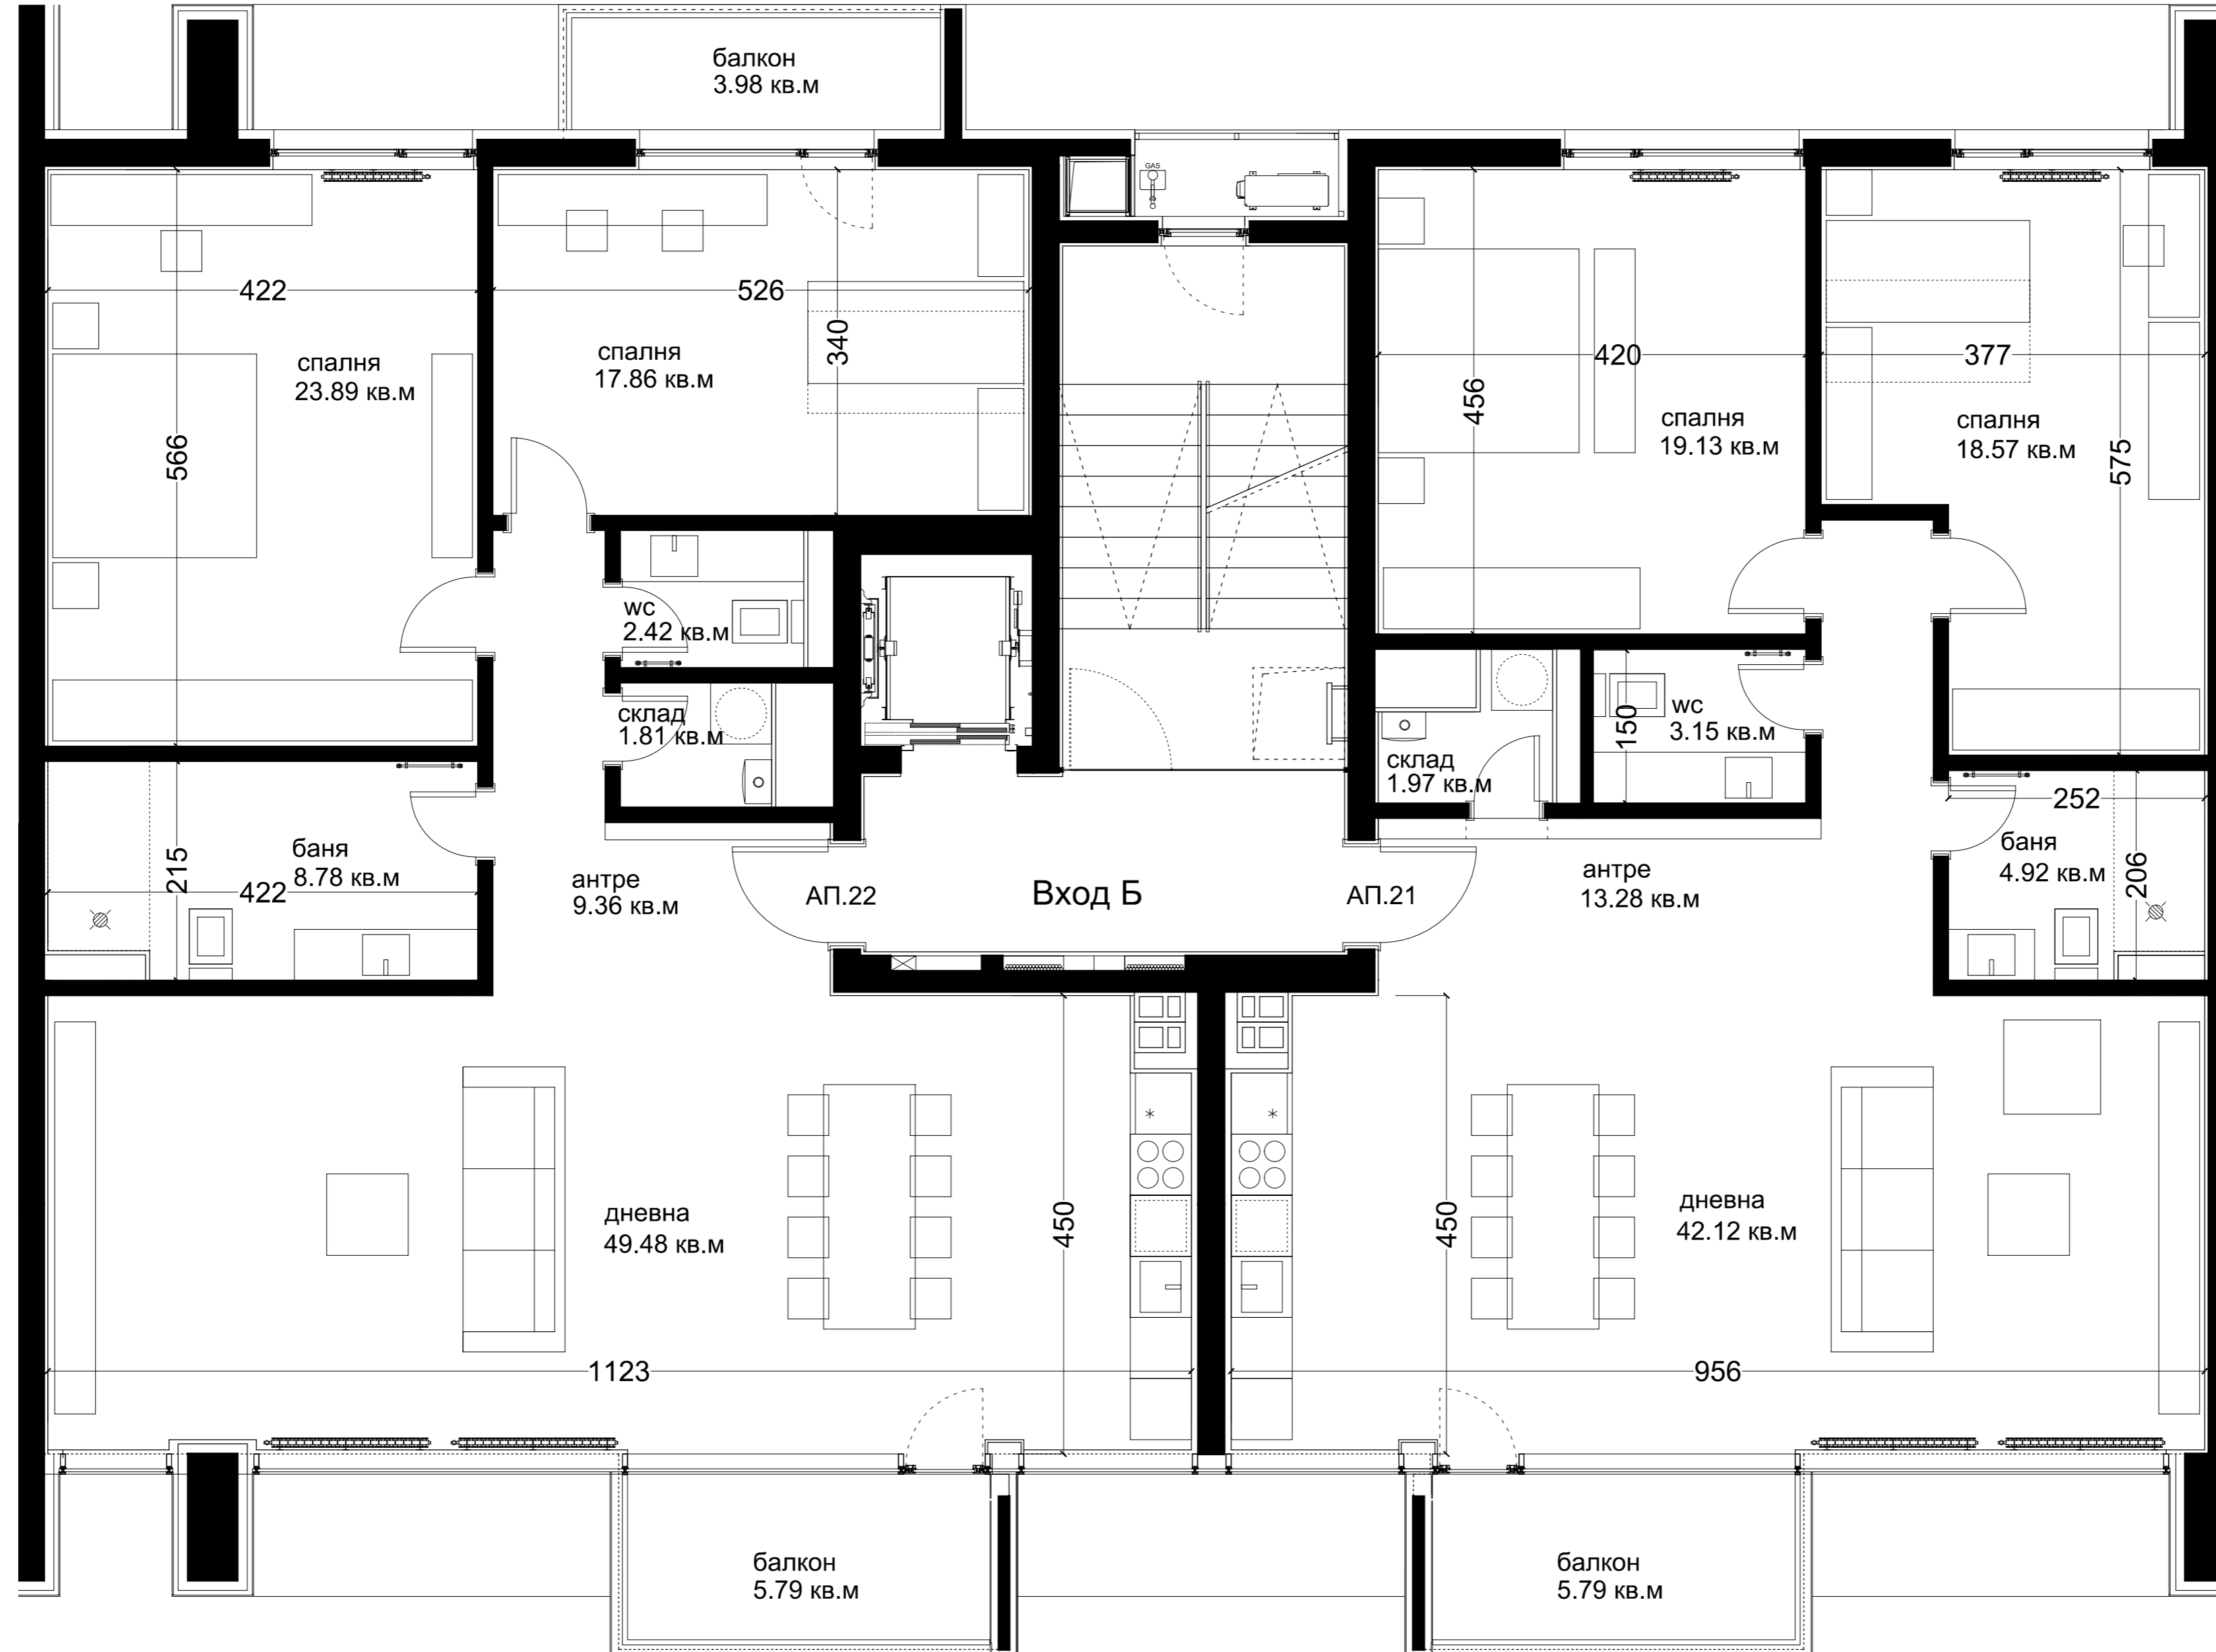 балкон
3.98 кв.м
GAS
422
566
спалня
23.89 кв.м
526
340
спалня
17.86 кв.м
420
456
спалня
19.13 кв.м
377
575
спалня
18.57 кв.м
wc
2.42 кв.м
склад
1.81 кв.м
150
wc
3.15 кв.м
склад
1.97 кв.м
215
422
баня
8.78 кв.м
антре
9.36 кв.м
АП.22
Вход Б
АП.21
антре
13.28 кв.м
252
206
баня
4.92 кв.м
дневна
49.48 кв.м
450
1123
450
дневна
42.12 кв.м
956
балкон
5.79 кв.м
балкон
5.79 кв.м